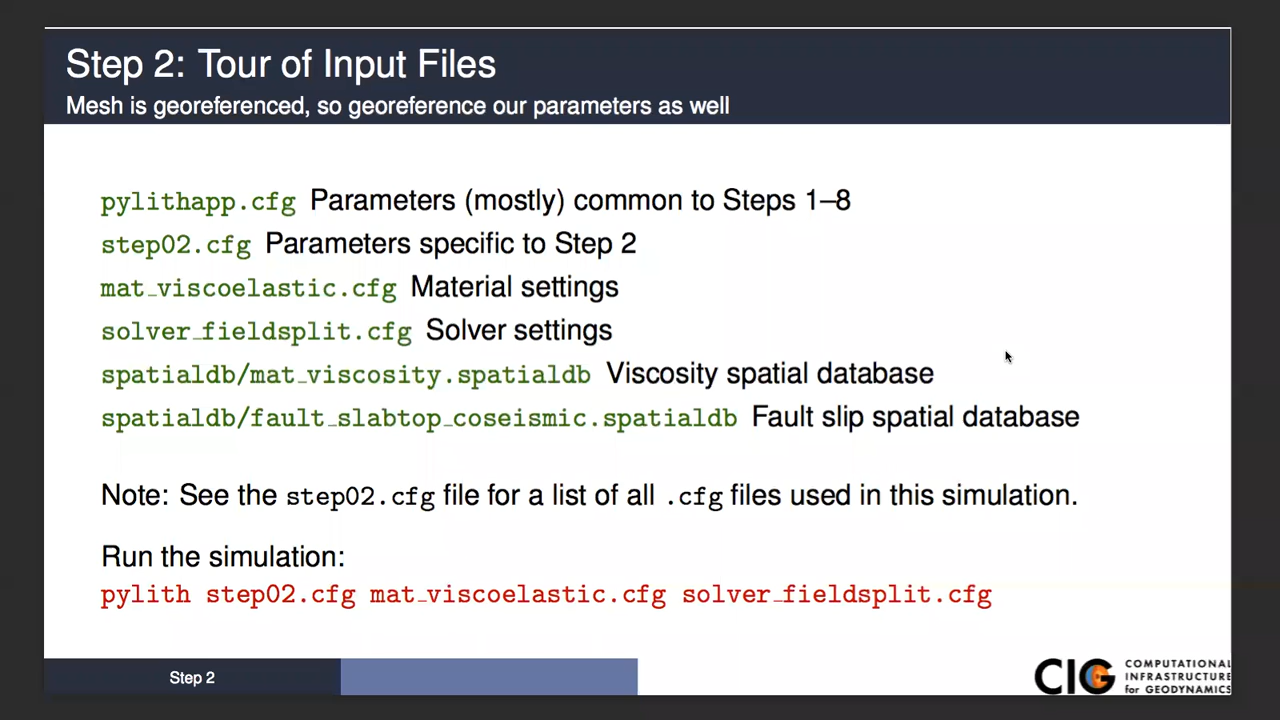 Step 2: Tour of Input Files
Mesh is georeferenced, so georeference our parameters as well
pylithapp.cfg Parameters (mostly) common to Steps 1–8
step02.cfg Parameters specific to Step 2
mat_viscoelastic.cfg Material settings
solver_fieldsplit.cfg Solver settings
spatialdb/mat_viscosity.spatialdb Viscosity spatial database
spatialdb/fault_slabtop_coseismic.spatialdb Fault slip spatial database
Note: See the step02.cfg file for a list of all .cfg files used in this simulation.
Run the simulation:
pylith step02.cfg mat_viscoelastic.cfg solver_fieldsplit.cfg
Step 2
CIG
COMPUTATIONAL
INFRASTRUCTURE
for GEODYNAMICS